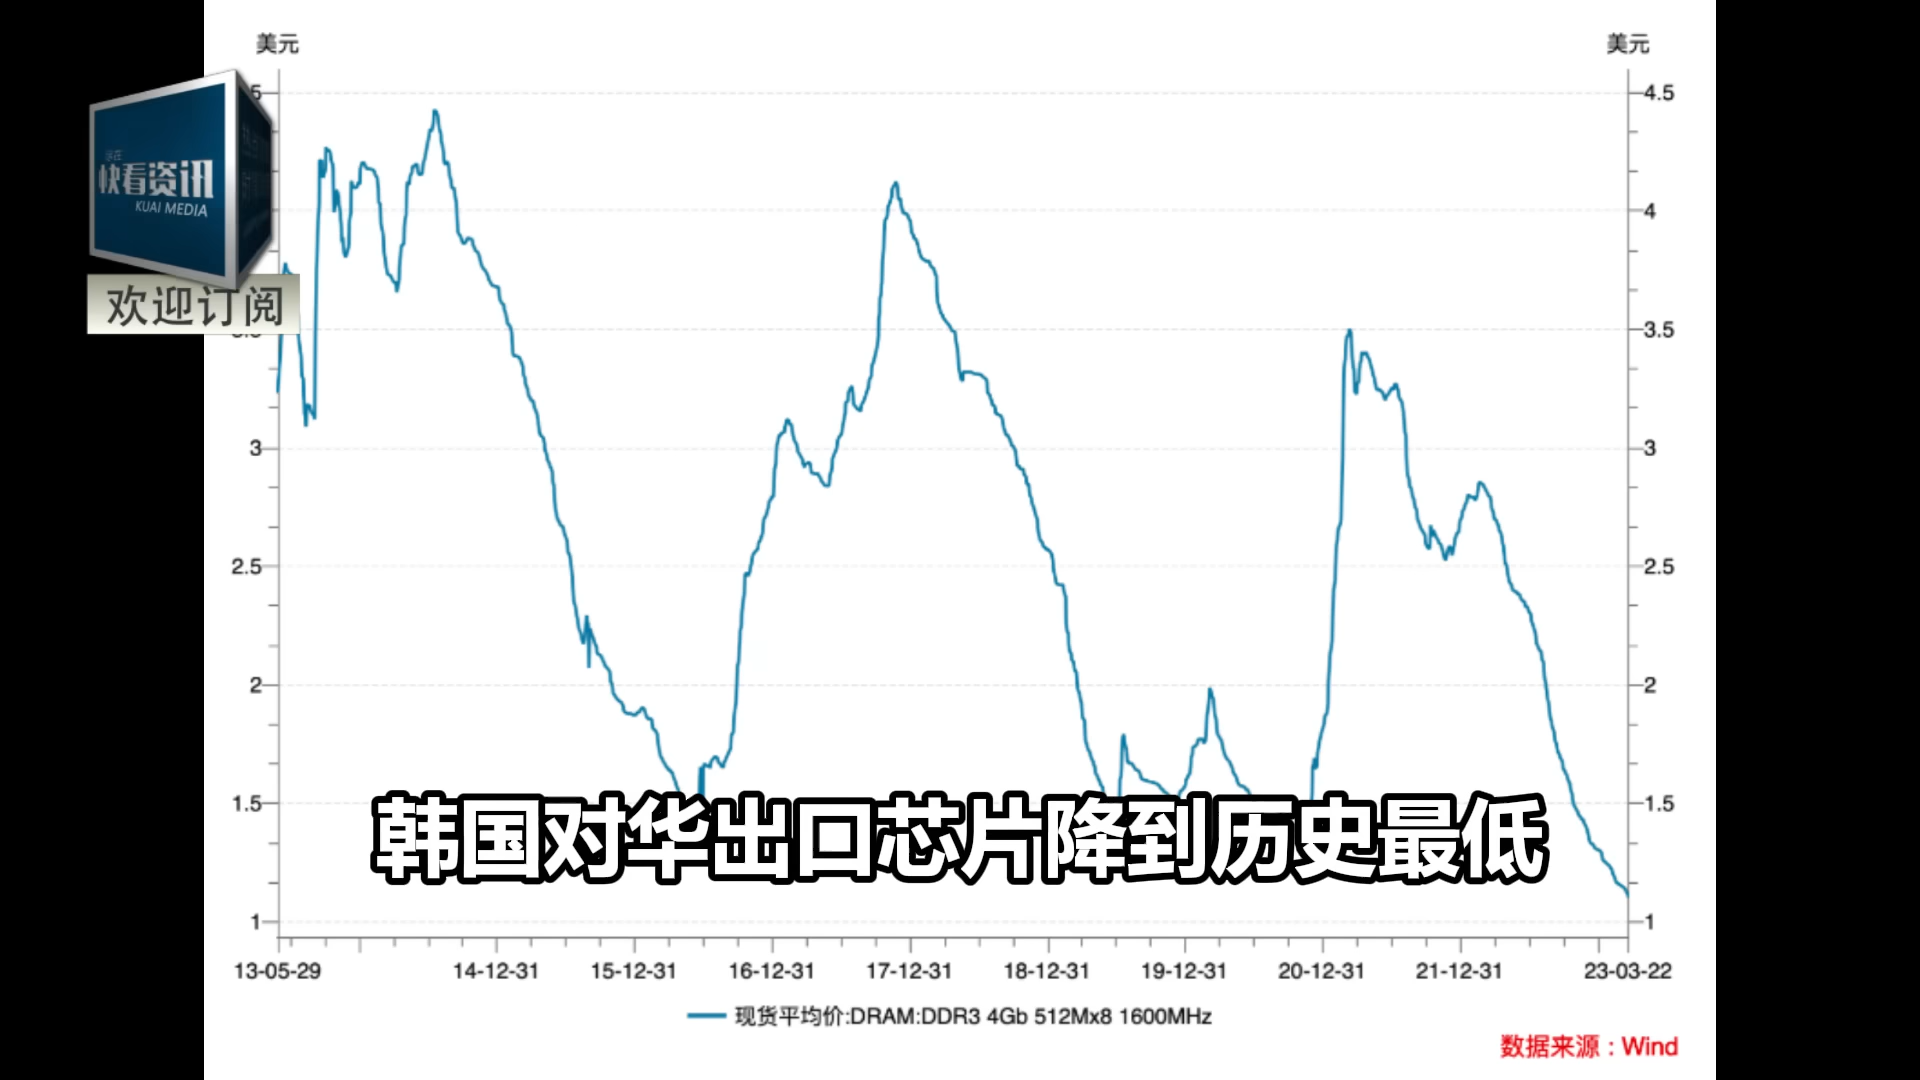 美元
美元
5
4.5
快看资讯
KUAI MEDIA
4
欢迎订阅
3.5
3
3
2.5
2.5
2
2
1.5
1.5
韩国对华出口芯片降到历史最低
1
1
13-05-29 14-12-31 15-12-31 16-12-31 17-12-31 18-12-31 19-12-31 20-12-31 21-12-31 23-03-22
现货平均价:DRAM:DDR3 4Gb 512Mx8 1600MHz
数据来源：Wind